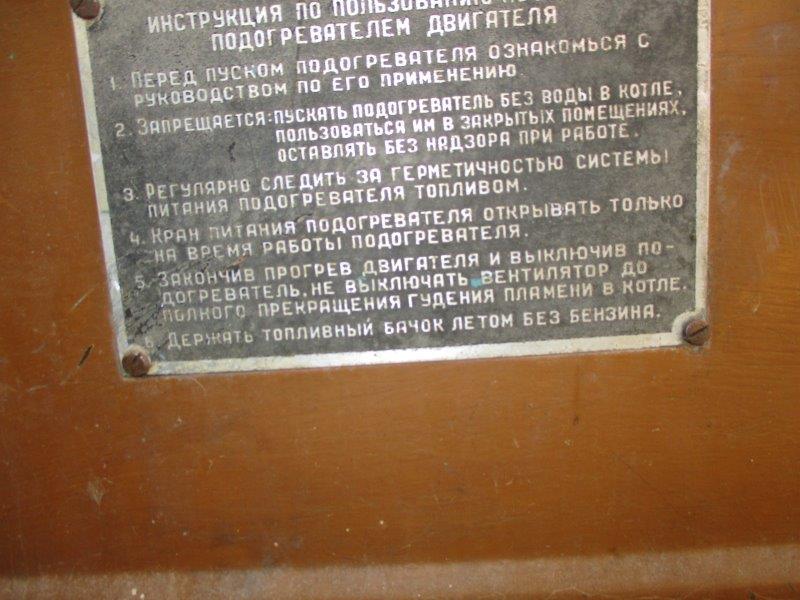 ИНСТРУКЦИЯ ПО ПОЛЬЗОВАНИЮ
ПОДОГРЕВАТЕЛЕМ ДВИГАТЕЛЯ
1. ПЕРЕД ПУСКОМ ПОДОГРЕВАТЕЛЯ ОЗНАКОМЬСЯ С
РУКОВОДСТВОМ ПО ЕГО ПРИМЕНЕНИЮ.
2. ЗАПРЕЩАЕТСЯ: ПУСКАТЬ ПОДОГРЕВАТЕЛЬ БЕЗ ВОДЫ В КОТЛЕ,
ПОЛЬЗОВАТЬСЯ ИМ В ЗАКРЫТЫХ ПОМЕЩЕНИЯХ,
ОСТАВЛЯТЬ БЕЗ НАДЗОРА ПРИ РАБОТЕ.
3. РЕГУЛЯРНО СЛЕДИТЬ ЗА ГЕРМЕТИЧНОСТЬЮ СИСТЕМЫ
ПИТАНИЯ ПОДОГРЕВАТЕЛЯ ТОПЛИВОМ.
4. КРАН ПИТАНИЯ ПОДОГРЕВАТЕЛЯ ОТКРЫВАТЬ ТОЛЬКО
НА ВРЕМЯ РАБОТЫ ПОДОГРЕВАТЕЛЯ.
5. ЗАКОНЧИВ ПРОГРЕВ ДВИГАТЕЛЯ И ВЫКЛЮЧИВ ПО-
ДОГРЕВАТЕЛЬ, НЕ ВЫКЛЮЧАТЬ ВЕНТИЛЯТОР ДО
ПОЛНОГО ПРЕКРАЩЕНИЯ ГУДЕНИЯ ПЛАМЕНИ В КОТЛЕ.
6. ДЕРЖАТЬ ТОПЛИВНЫЙ БАЧОК ЛЕТОМ БЕЗ БЕНЗИНА.